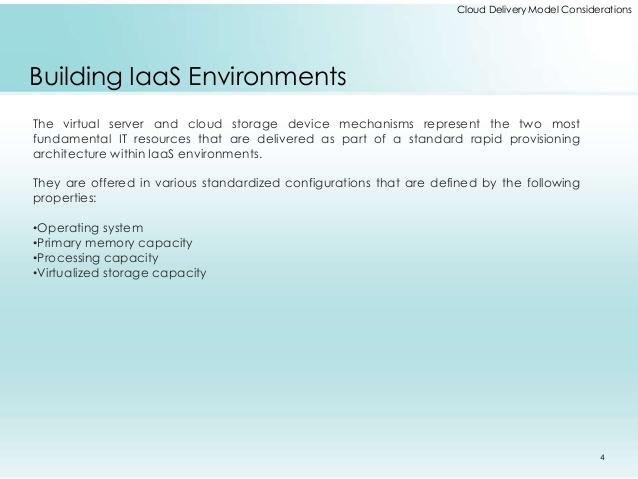 Cloud Delivery Model Considerations
Building IaaS Environments
The virtual server and cloud storage device mechanisms represent the two most
fundamental IT resources that are delivered as part of a standard rapid provisioning
architecture within IaaS environments.
They are offered in various standardized configurations that are defined by the following
properties:
•Operating system
•Primary memory capacity
•Processing capacity
•Virtualized storage capacity
4